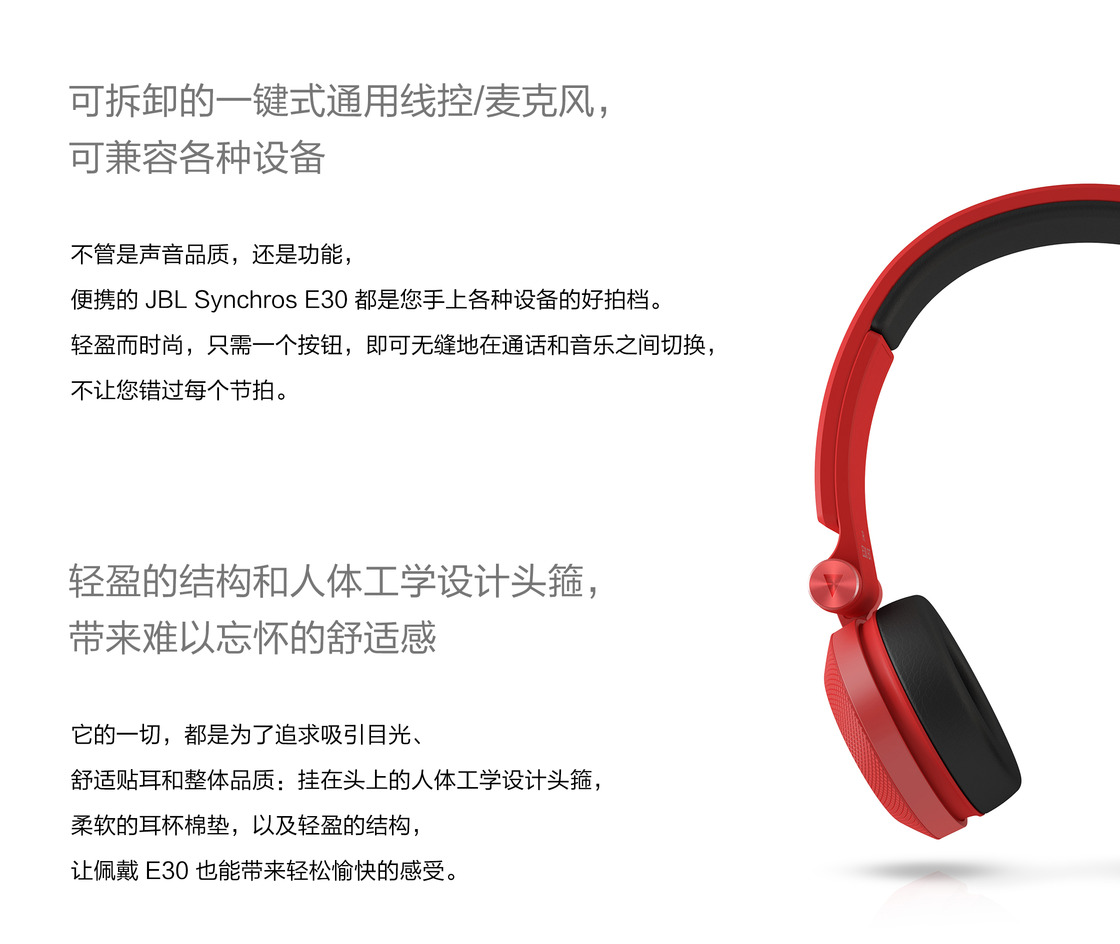 可拆卸的一键式通用线控/麦克风，
可兼容各种设备
不管是声音品质，还是功能，
便携的 JBL Synchros E30 都是您手上各种设备的好拍档。
轻盈而时尚，只需一个按钮，即可无缝地在通话和音乐之间切换，
不让您错过每个节拍。
轻盈的结构和人体工学设计头箍，
带来难以忘怀的舒适感
它的一切，都是为了追求吸引目光、
舒适贴耳和整体品质：挂在头上的人体工学设计头箍，
柔软的耳杯棉垫，以及轻盈的结构，
让佩戴 E30 也能带来轻松愉快的感受。